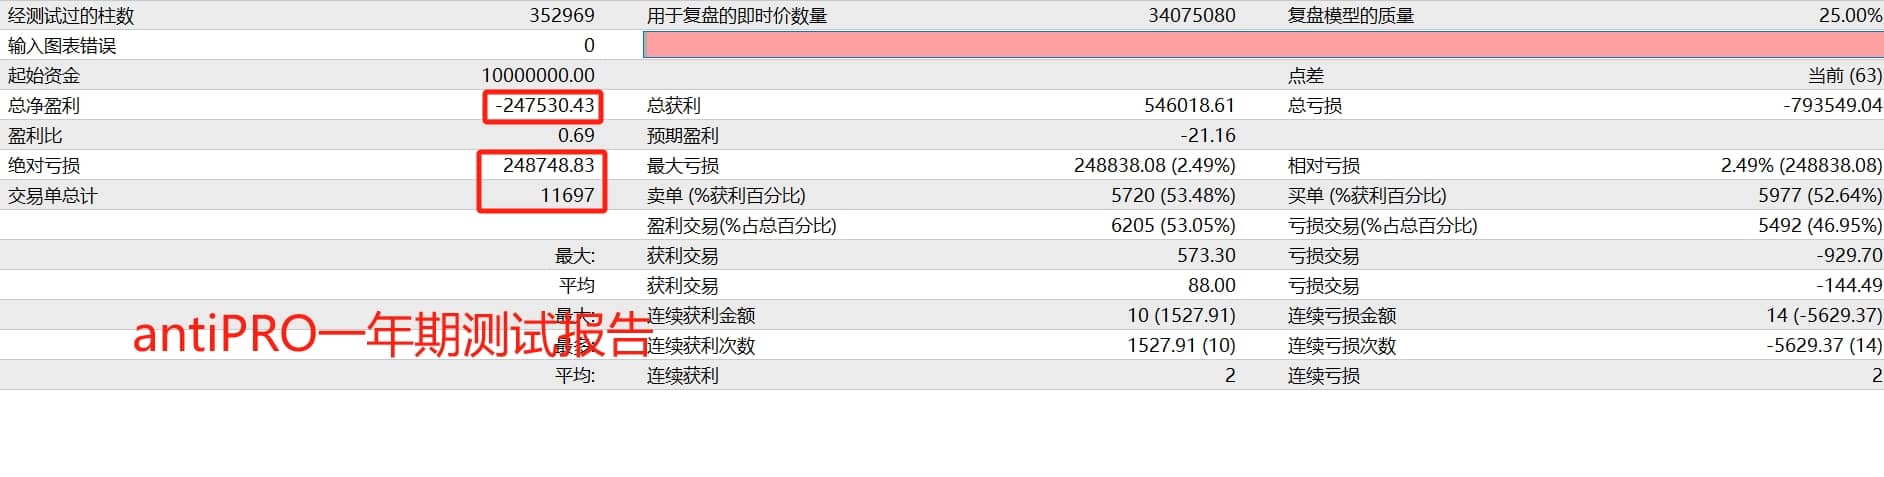 经测试过的柱数 352969 用于复盘的即时价数量 34075080 复盘模型的质量 25.00%
输入图表错误 0
起始资金 10000000.00 点差 当前 (63)
总净盈利 -247530.43 总获利 546018.61 总亏损 -793549.04
盈利比 0.69 预期盈利 -21.16
绝对亏损 248748.83 最大亏损 248838.08 (2.49%) 相对亏损 2.49% (248838.08)
交易单总计 11697 卖单 (%获利百分比) 5720 (53.48%) 买单 (%获利百分比) 5977 (52.64%)
盈利交易(%占总百分比) 6205 (53.05%) 亏损交易(%占总百分比) 5492 (46.95%)
最大: 获利交易 573.30 亏损交易 -929.70
平均 获利交易 88.00 亏损交易 -144.49
最大: 连续获利金额 10 (1527.91) 连续亏损金额 14 (-5629.37)
antiPRO一年期测试报告
最多: 连续获利次数 1527.91 (10) 连续亏损次数 -5629.37 (14)
平均: 连续获利 2 连续亏损 2